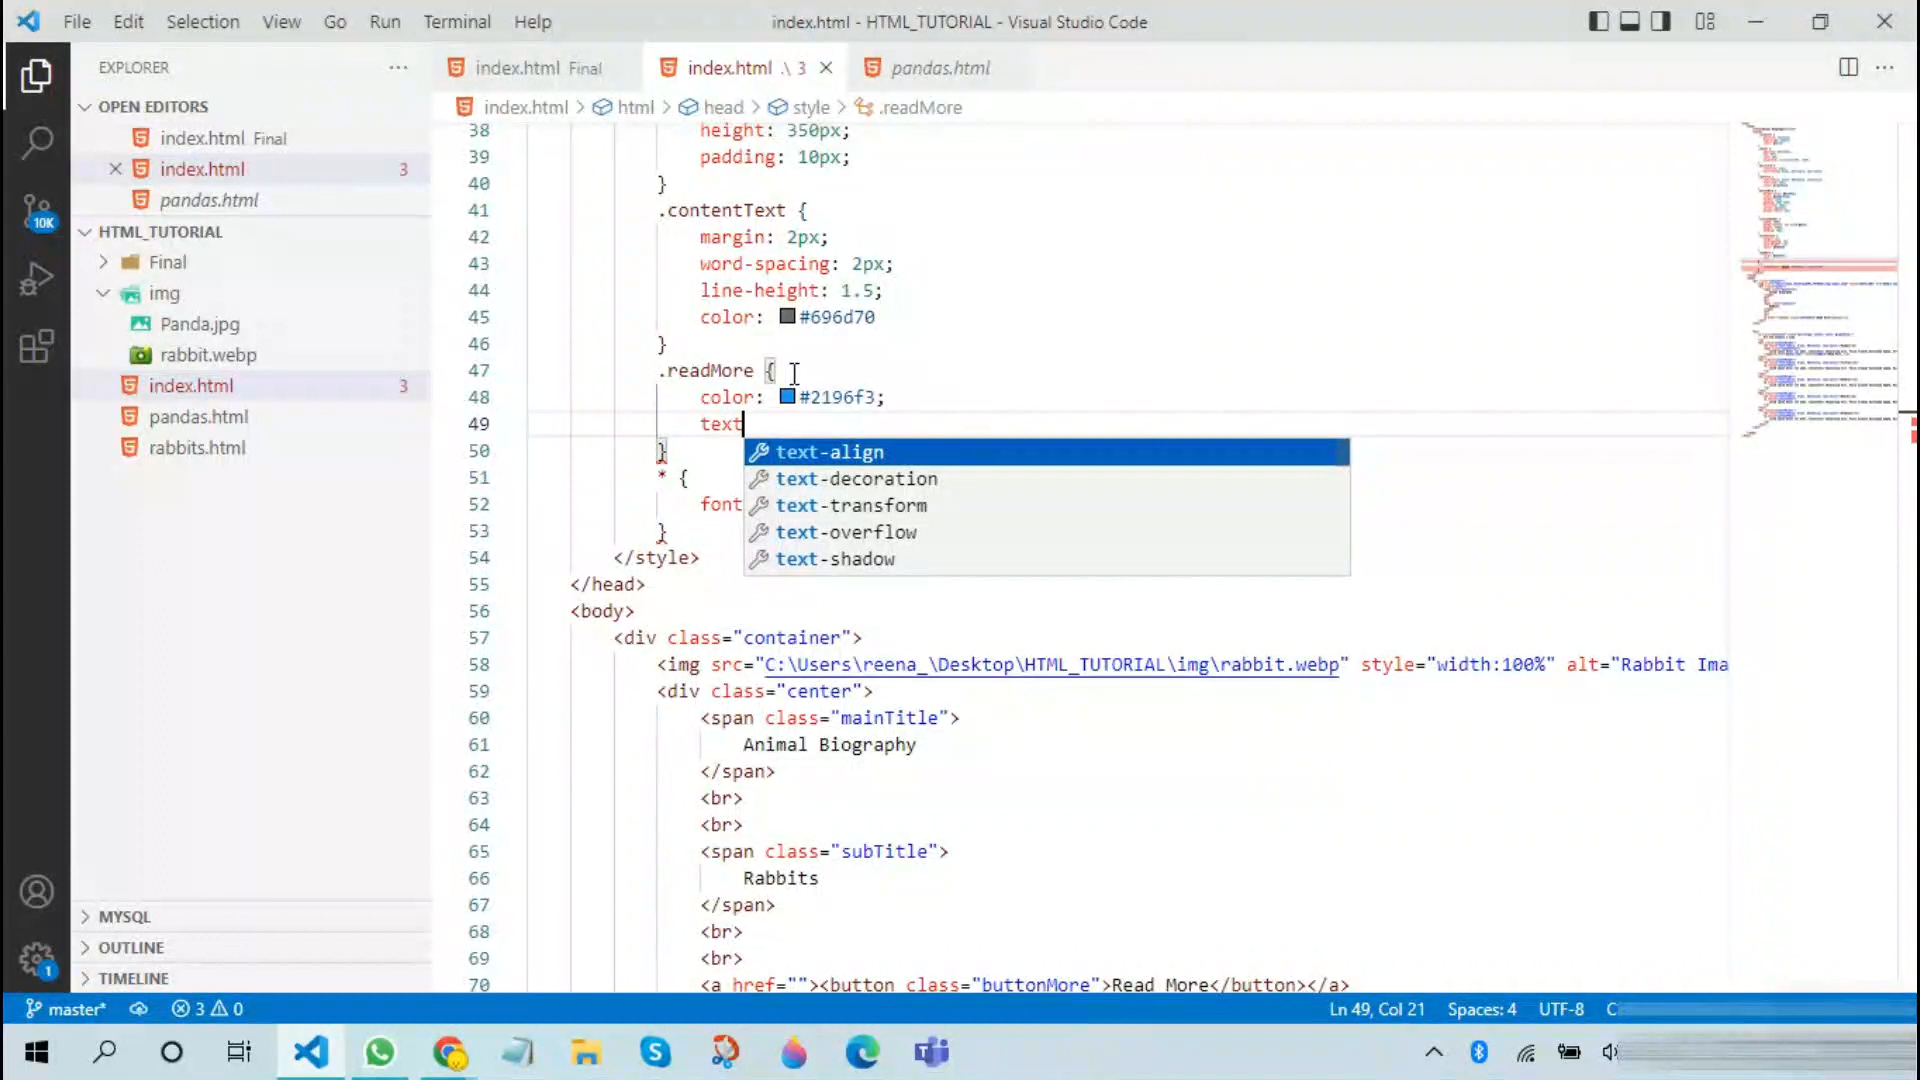 File Edit Selection View Go Run Terminal Help index.html - HTML_TUTORIAL - Visual Studio Code
EXPLORER
index.html Final index.html .\ 3 pandas.html
OPEN EDITORS
index.html > html > head > style > .readMore
index.html Final
index.html 3
pandas.html
HTML_TUTORIAL
Final
img
Panda.jpg
rabbit.webp
index.html 3
pandas.html
rabbits.html
MYSQL
OUTLINE
TIMELINE
10K
1
38 height: 350px;
39 padding: 10px;
40 }
41 .contentText {
42 margin: 2px;
43 word-spacing: 2px;
44 line-height: 1.5;
45 color: #696d70
46 }
47 .readMore {
48 color: #2196f3;
49 text
50 } text-align
51 * { text-decoration
52 font text-transform
53 } text-overflow
54 </style> text-shadow
55 </head>
56 <body>
57 <div class="container">
58 <img src="C:\Users\reena_\Desktop\HTML_TUTORIAL\img\rabbit.webp" style="width:100%" alt="Rabbit Ima
59 <div class="center">
60 <span class="mainTitle">
61 Animal Biography
62 </span>
63 <br>
64 <br>
65 <span class="subTitle">
66 Rabbits
67 </span>
68 <br>
69 <br>
70 <a href=""><button class="buttonMore">Read More</button></a>
master* 3 0 Ln 49, Col 21 Spaces: 4 UTF-8 C